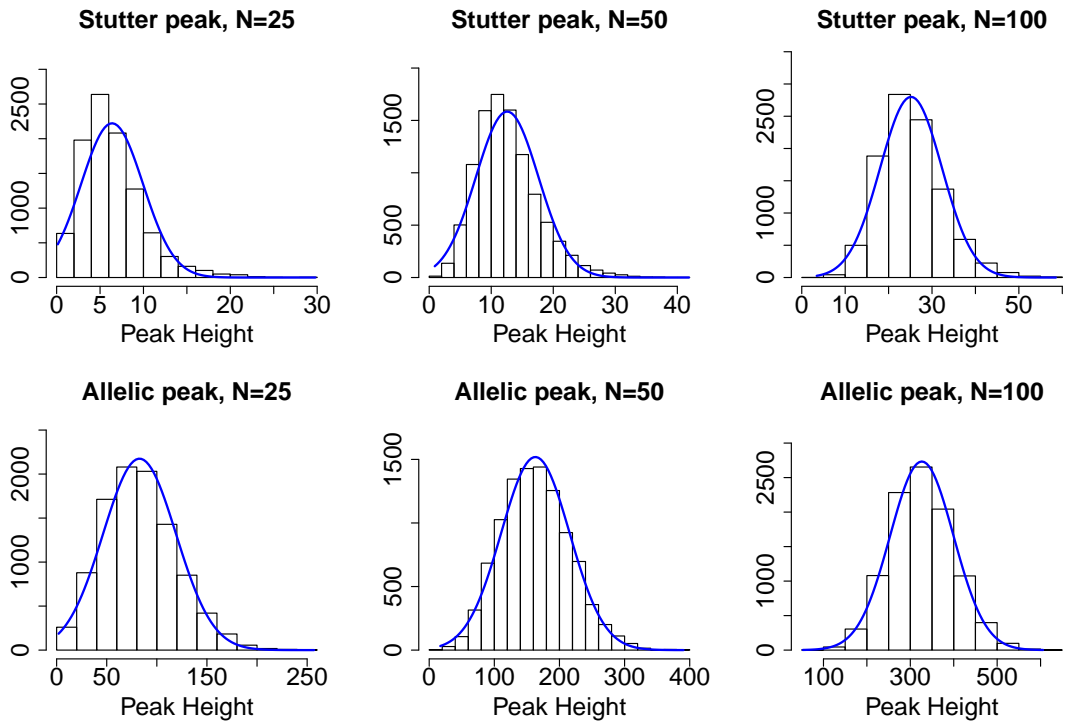 Stutter peak, N=25
0 1000 2500
0 5 10 20 30
Peak Height
Stutter peak, N=50
0 500 1500
0 10 20 30 40
Peak Height
Stutter peak, N=100
0 1000 2500
0 10 30 50
Peak Height
Allelic peak, N=25
0 1000 2000
0 50 150 250
Peak Height
Allelic peak, N=50
0 500 1500
0 100 200 300 400
Peak Height
Allelic peak, N=100
0 1000 2500
100 300 500
Peak Height